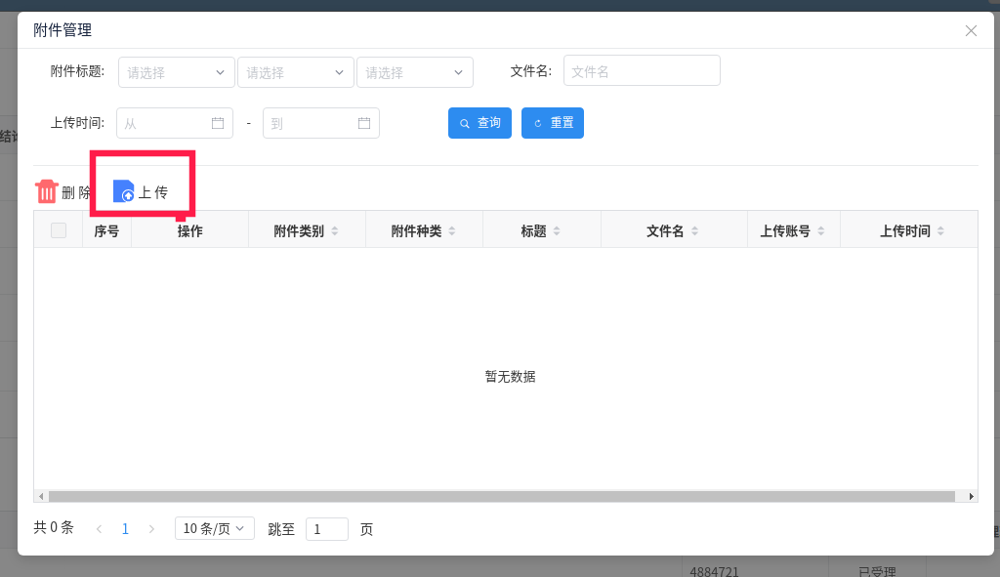 附件管理
附件标题: 请选择 请选择 请选择 文件名: 文件名
上传时间: 从 - 到 查询 重置
结论
删 除 上 传
序号 操作 附件类别 附件种类 标题 文件名 上传账号 上传时间
暂无数据
共 0 条 1 10 条/页 跳至 1 页
4884721 已受理